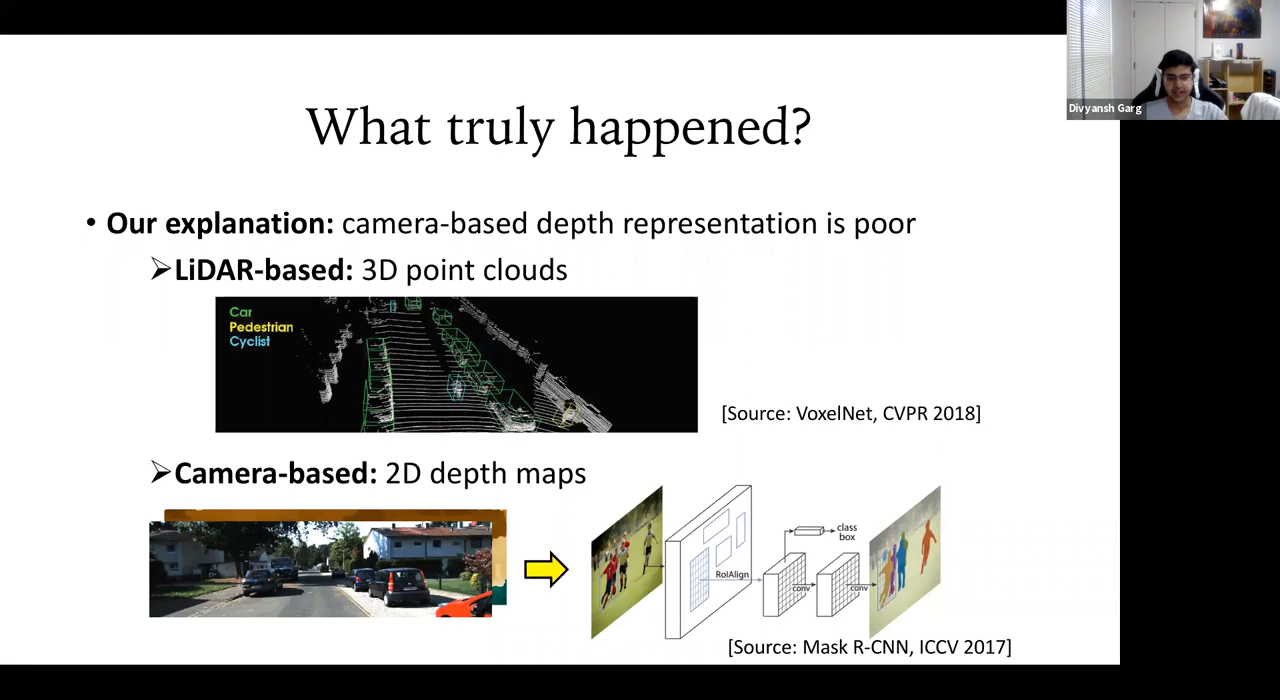 Divyansh Garg
What truly happened?
• Our explanation: camera-based depth representation is poor
➢LiDAR-based: 3D point clouds
Car
Pedestrian
Cyclist
[Source: VoxelNet, CVPR 2018]
➢Camera-based: 2D depth maps
class
box
RoIAlign
conv
conv
[Source: Mask R-CNN, ICCV 2017]